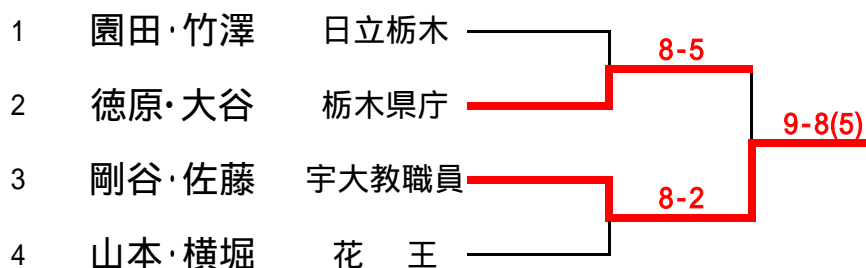 1 園田・竹澤 日立栃木
8-5
2 徳原・大谷 栃木県庁
9-8(5)
3 剛谷・佐藤 宇大教職員
8-2
4 山本・横堀 花 王